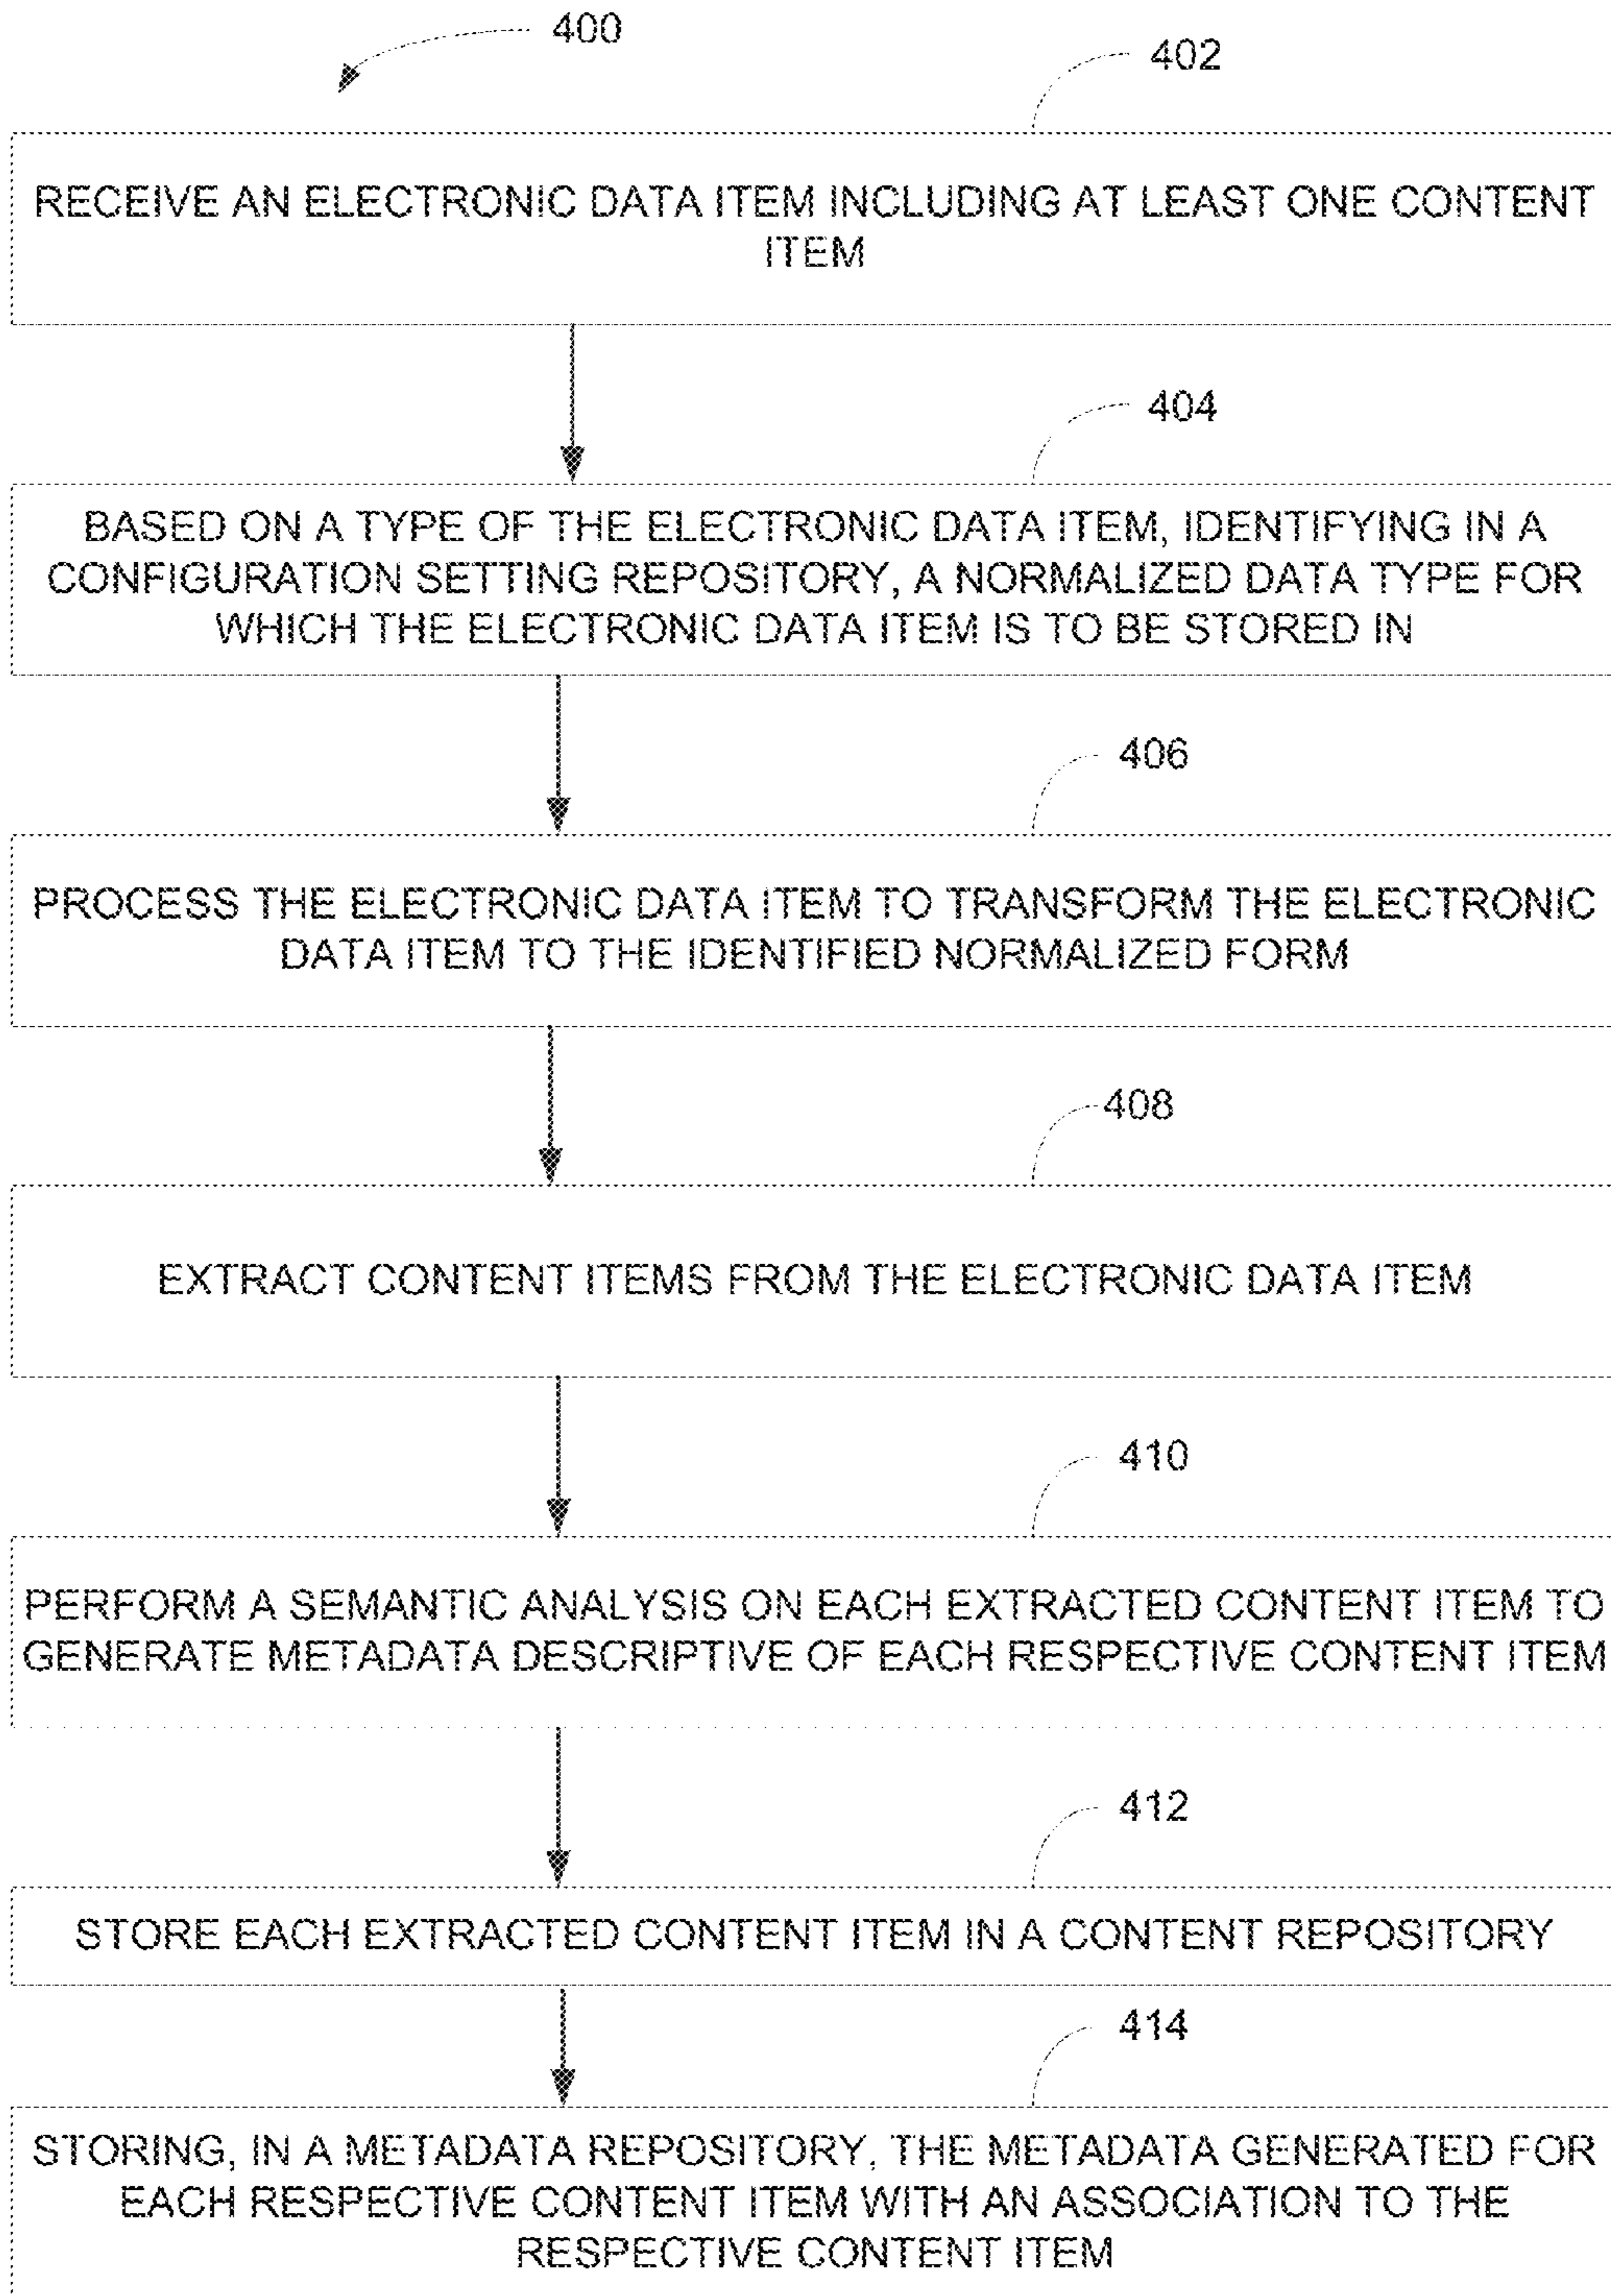 400
402
RECEIVE AN ELECTRONIC DATA ITEM INCLUDING AT LEAST ONE CONTENT
ITEM
404
BASED ON A TYPE OF THE ELECTRONIC DATA ITEM, IDENTIFYING IN A
CONFIGURATION SETTING REPOSITORY, A NORMALIZED DATA TYPE FOR
WHICH THE ELECTRONIC DATA ITEM IS TO BE STORED IN
406
PROCESS THE ELECTRONIC DATA ITEM TO TRANSFORM THE ELECTRONIC
DATA ITEM TO THE IDENTIFIED NORMALIZED FORM
408
EXTRACT CONTENT ITEMS FROM THE ELECTRONIC DATA ITEM
410
PERFORM A SEMANTIC ANALYSIS ON EACH EXTRACTED CONTENT ITEM TO
GENERATE METADATA DESCRIPTIVE OF EACH RESPECTIVE CONTENT ITEM
412
STORE EACH EXTRACTED CONTENT ITEM IN A CONTENT REPOSITORY
414
STORING, IN A METADATA REPOSITORY, THE METADATA GENERATED FOR
EACH RESPECTIVE CONTENT ITEM WITH AN ASSOCIATION TO THE
RESPECTIVE CONTENT ITEM